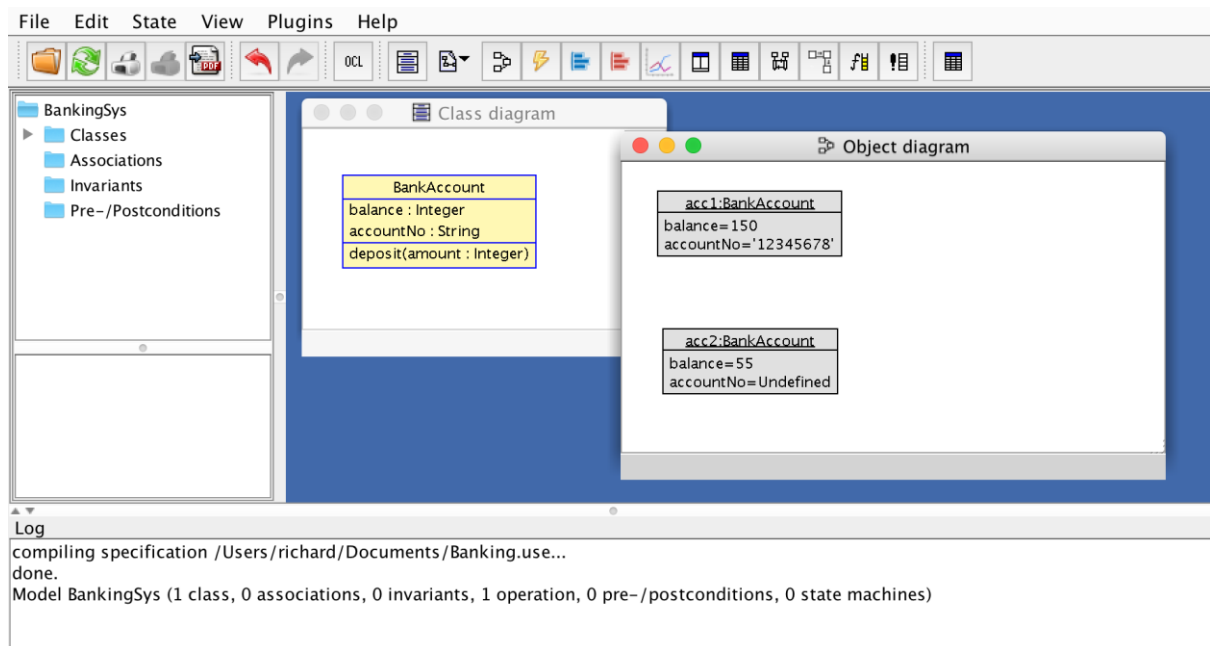 File Edit State View Plugins Help
PDF OCL
BankingSys
Classes
Associations
Invariants
Pre-/Postconditions
Class diagram
BankAccount
balance : Integer
accountNo : String
deposit(amount : Integer)
Object diagram
acc1:BankAccount
balance=150
accountNo='12345678'
acc2:BankAccount
balance=55
accountNo=Undefined
Log
compiling specification /Users/richard/Documents/Banking.use...
done.
Model BankingSys (1 class, 0 associations, 0 invariants, 1 operation, 0 pre-/postconditions, 0 state machines)